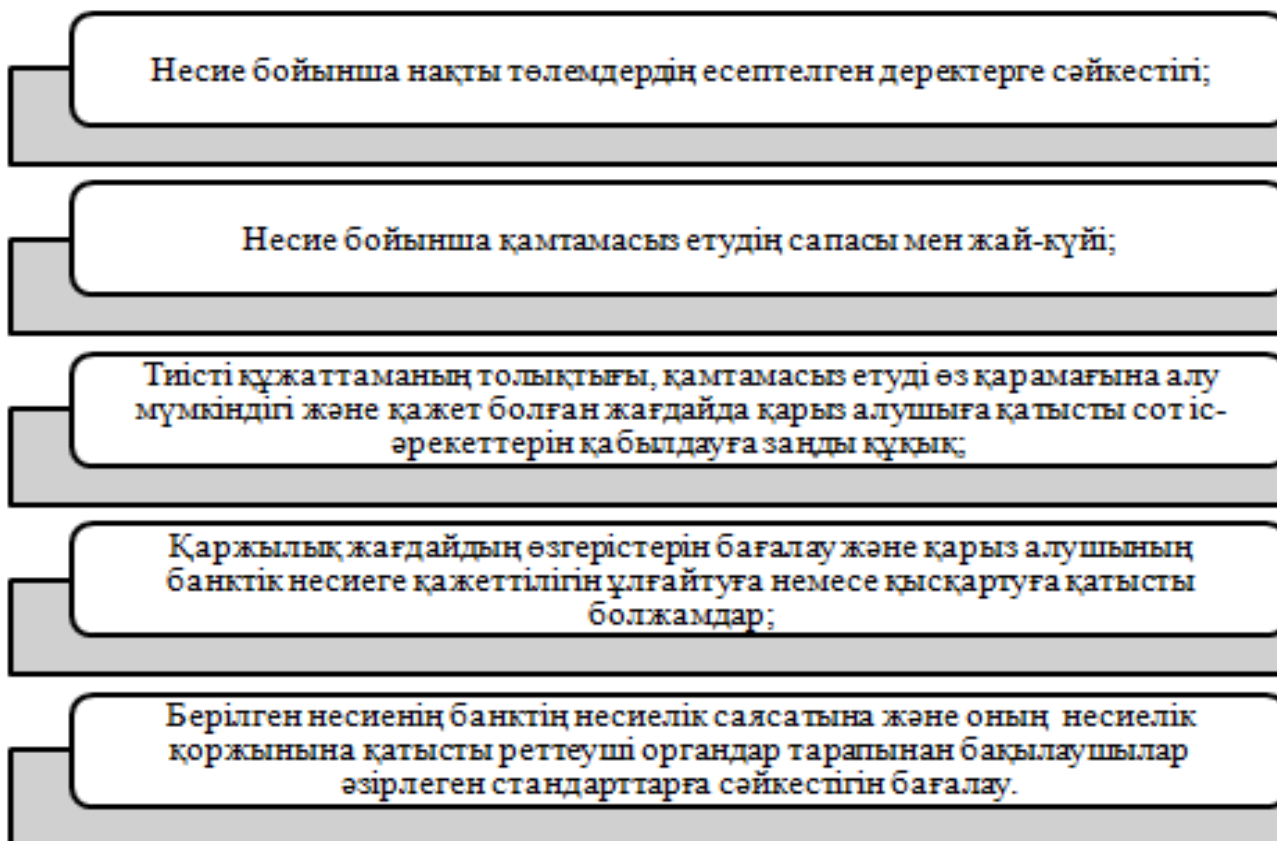 Несие бойынша нақты төлемдердің есептелген деректерге сәйкестігі;
Несие бойынша қамтамасыз етудің сапасы мен жай-күйі;
Тиісті құжаттаманың толықтығы, қамтамасыз етуді өз қарамағына алу
мүмкіндігі және қажет болған жағдайда қарыз алушыға қатысты сот іс-
әрекеттерін қабылдауға заңды құқық;
Қаржылық жағдайдың өзгерістерін бағалау және қарыз алушының
банктік несиеге қажеттілігін ұлғайтуға немесе қысқартуға қатысты
болжамдар;
Берілген несиенің банктің несиелік саясатына және оның несиелік
қоржынына қатысты реттеуші органдар тарапынан бақылаушылар
әзірлеген стандарттарға сәйкестігін бағалау.